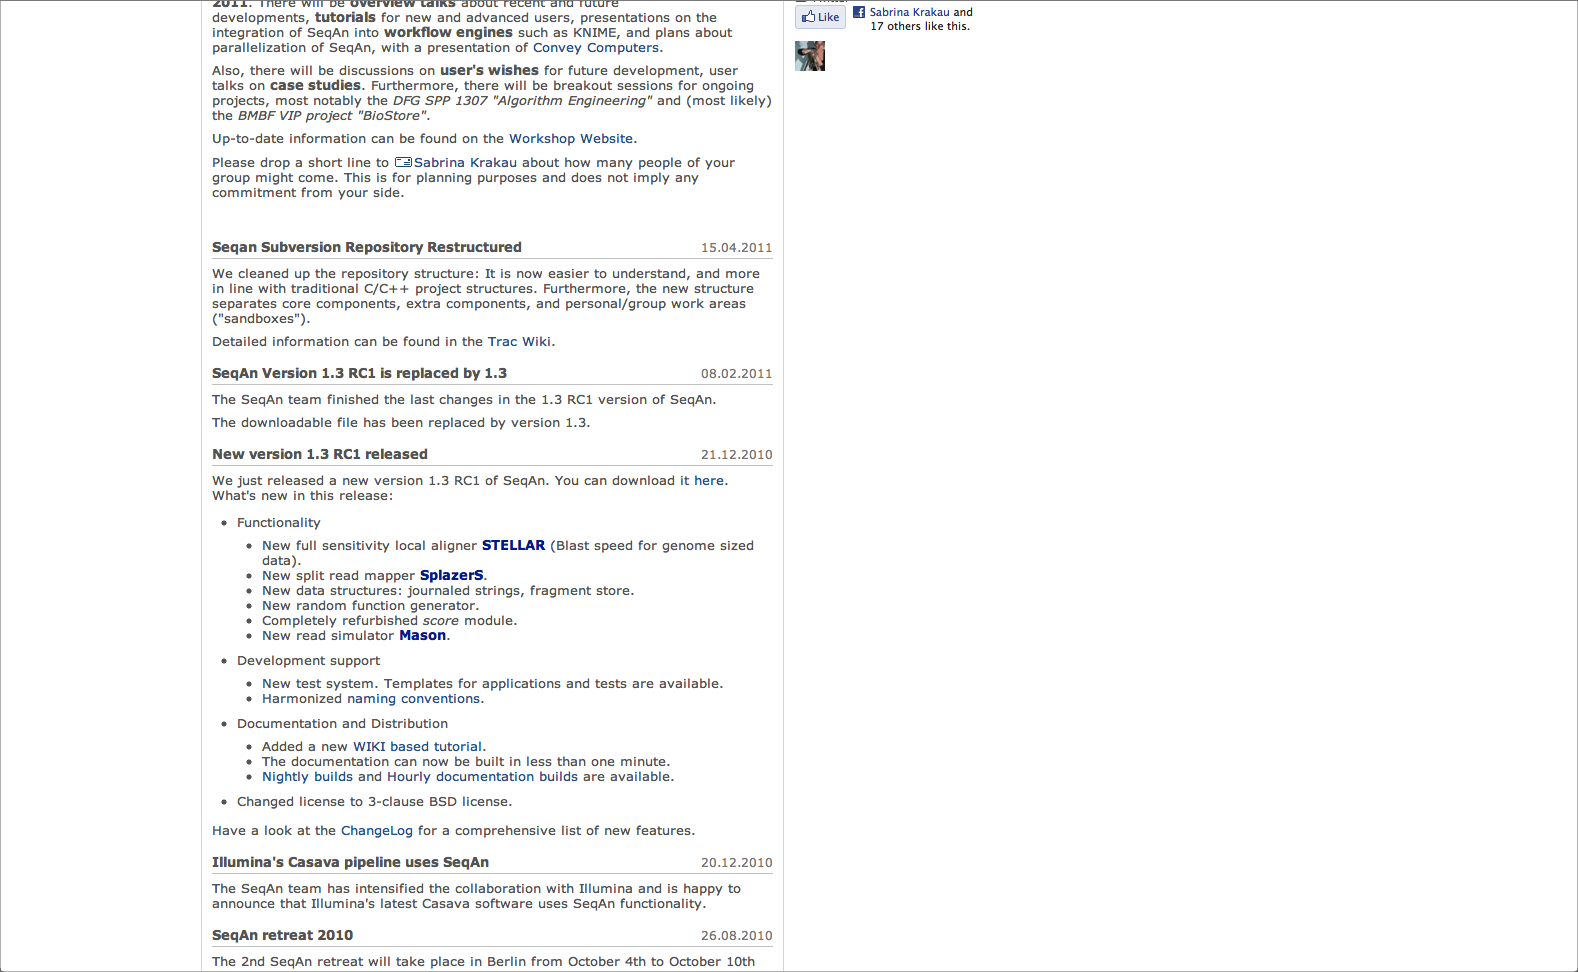 2011. There will be overview talks about recent and future
developments, tutorials for new and advanced users, presentations on the
integration of SeqAn into workflow engines such as KNIME, and plans about
parallelization of SeqAn, with a presentation of Convey Computers.
Also, there will be discussions on user's wishes for future development, user
talks on case studies. Furthermore, there will be breakout sessions for ongoing
projects, most notably the DFG SPP 1307 "Algorithm Engineering" and (most likely)
the BMBF VIP project "BioStore".
Up-to-date information can be found on the Workshop Website.
Please drop a short line to Sabrina Krakau about how many people of your
group might come. This is for planning purposes and does not imply any
commitment from your side.
Seqan Subversion Repository Restructured 15.04.2011
We cleaned up the repository structure: It is now easier to understand, and more
in line with traditional C/C++ project structures. Furthermore, the new structure
separates core components, extra components, and personal/group work areas
("sandboxes").
Detailed information can be found in the Trac Wiki.
SeqAn Version 1.3 RC1 is replaced by 1.3 08.02.2011
The SeqAn team finished the last changes in the 1.3 RC1 version of SeqAn.
The downloadable file has been replaced by version 1.3.
New version 1.3 RC1 released 21.12.2010
We just released a new version 1.3 RC1 of SeqAn. You can download it here.
What's new in this release:
• Functionality
• New full sensitivity local aligner STELLAR (Blast speed for genome sized
data).
• New split read mapper SplazerS.
• New data structures: journaled strings, fragment store.
• New random function generator.
• Completely refurbished score module.
• New read simulator Mason.
• Development support
• New test system. Templates for applications and tests are available.
• Harmonized naming conventions.
• Documentation and Distribution
• Added a new WIKI based tutorial.
• The documentation can now be built in less than one minute.
• Nightly builds and Hourly documentation builds are available.
• Changed license to 3-clause BSD license.
Have a look at the ChangeLog for a comprehensive list of new features.
Illumina's Casava pipeline uses SeqAn 20.12.2010
The SeqAn team has intensified the collaboration with Illumina and is happy to
announce that Illumina's latest Casava software uses SeqAn functionality.
SeqAn retreat 2010 26.08.2010
The 2nd SeqAn retreat will take place in Berlin from October 4th to October 10th
Like
Sabrina Krakau and
17 others like this.